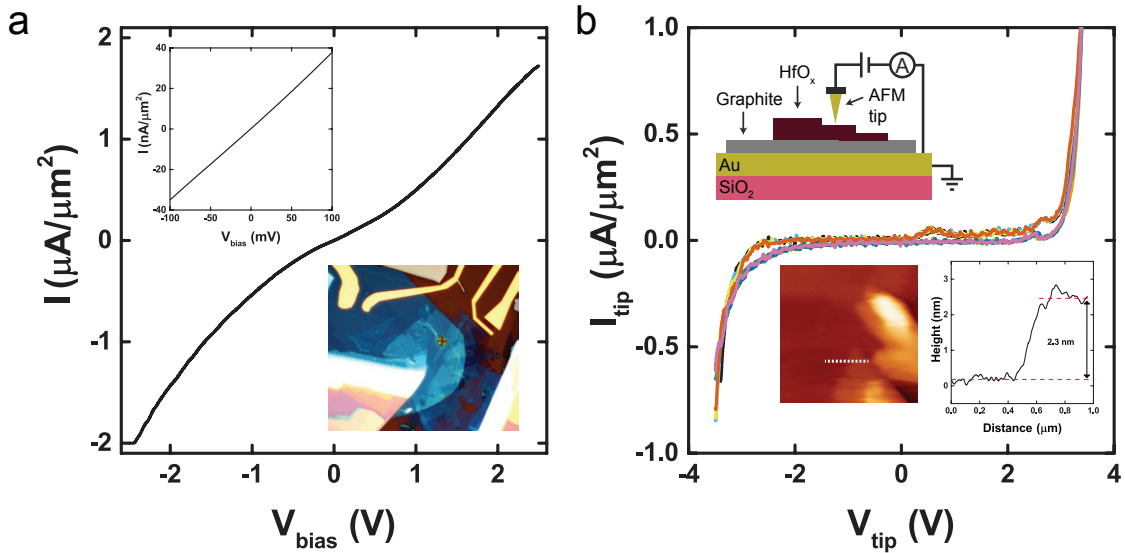 a
2
1
0
-1
-2
-2
-1
0
1
2
I (μA/μm²)
V_bias (V)
40
20
0
-20
-40
-100
-50
0
50
100
I (nA/μm²)
V_bias (mV)
b
1.0
0.5
0.0
-0.5
-1.0
-4
-2
0
2
4
I_tip (μA/μm²)
V_tip (V)
HfO_x
Graphite
AFM
tip
A
Au
SiO₂
3
2
1
0
0.0
0.2
0.4
0.6
0.8
1.0
Height (nm)
Distance (μm)
2.3 nm